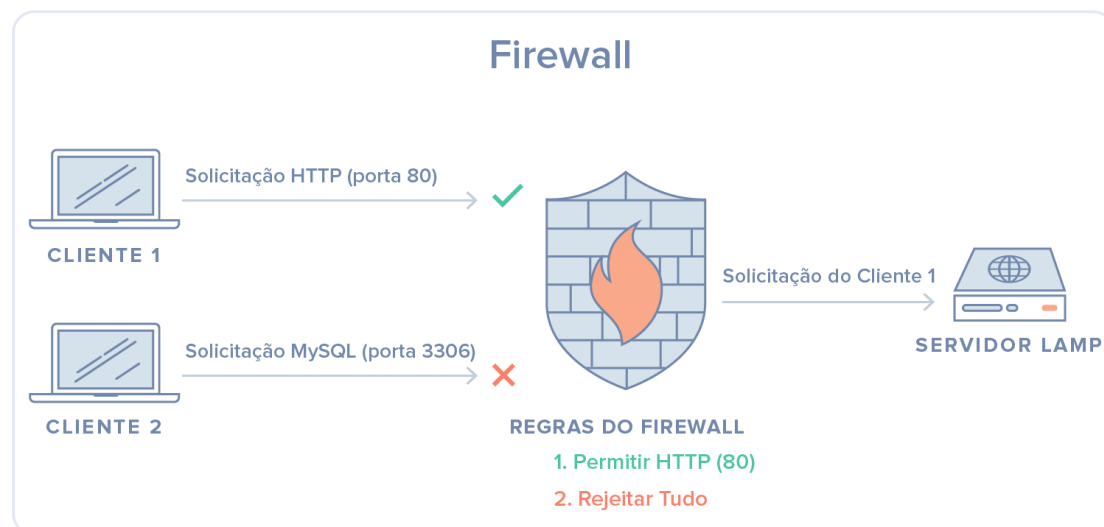 Firewall
Solicitação HTTP (porta 80)
CLIENTE 1
Solicitação do Cliente 1
SERVIDOR LAMP
Solicitação MySQL (porta 3306)
CLIENTE 2
REGRAS DO FIREWALL
1. Permitir HTTP (80)
2. Rejeitar Tudo